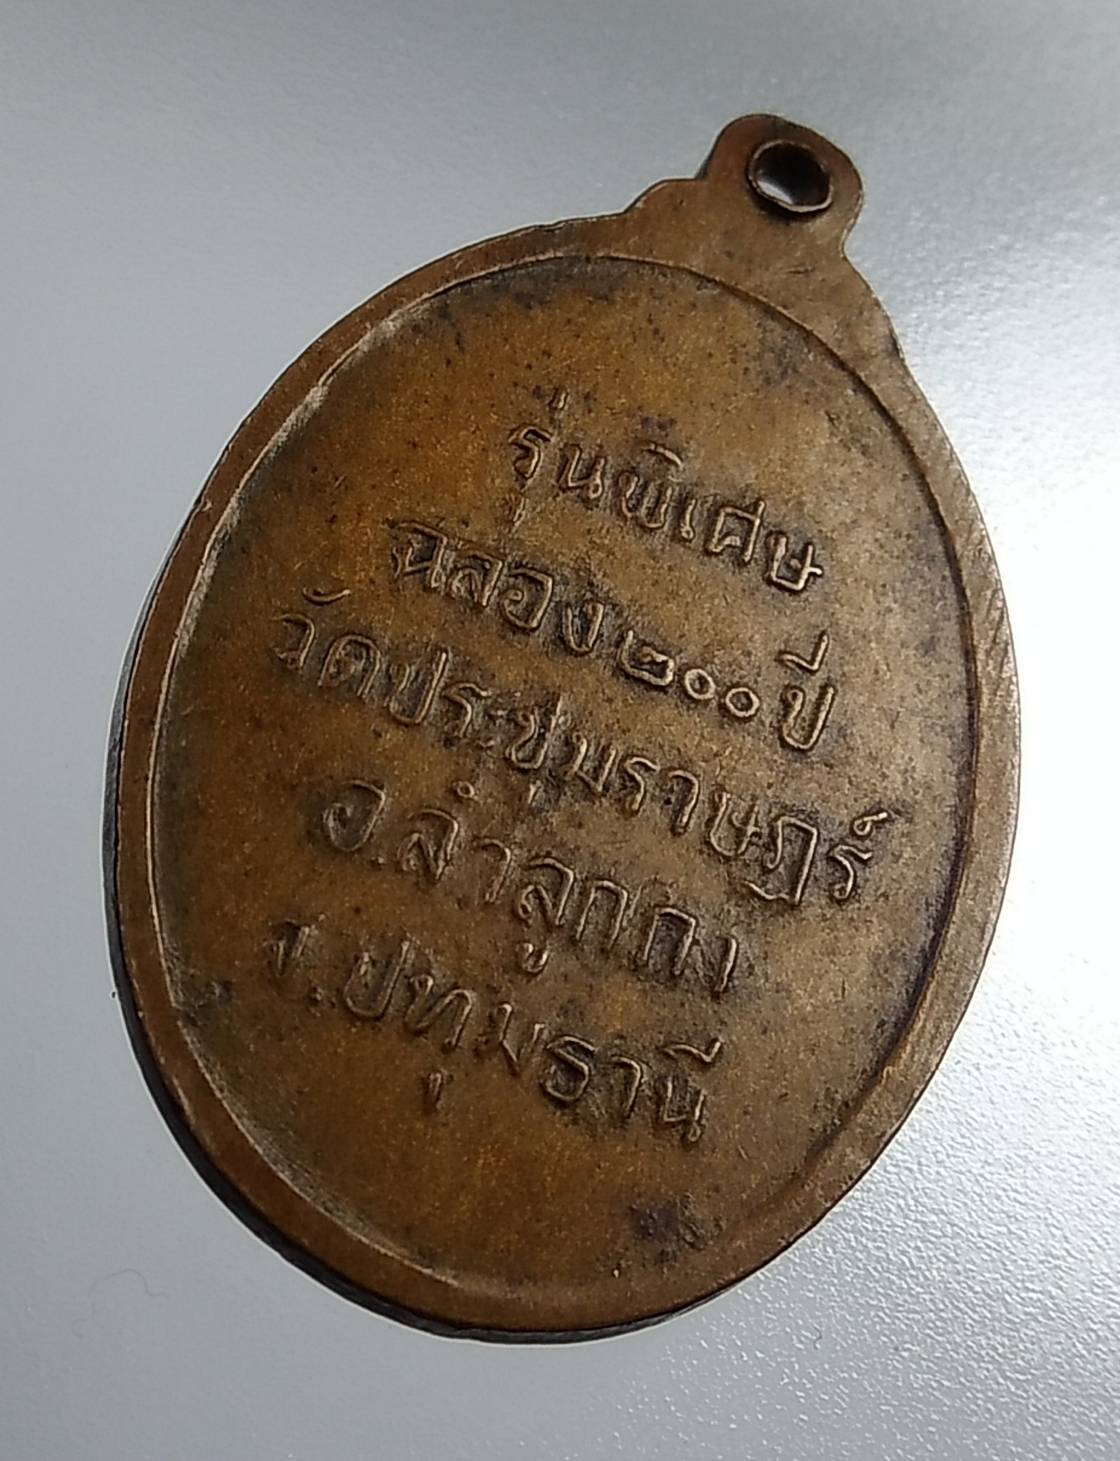 รุ่นพิเศษ
ฉลอง๒๐๐ปี
วัดประชุมราษฏร์
อ.ลำลูกกา
จ.ปทุมธานี